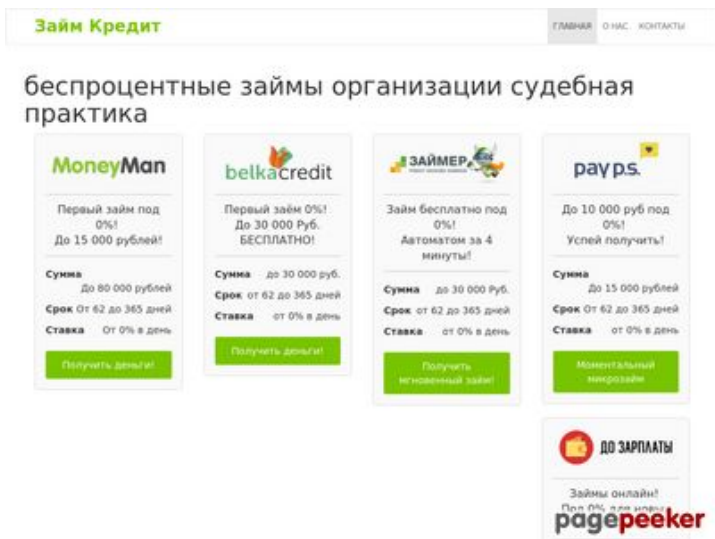 Займ Кредит
ГЛАВНАЯ О НАС КОНТАКТЫ
беспроцентные займы организации судебная
практика
MoneyMan
Первый займ под
0%!
До 15 000 рублей!
Сумма
До 80 000 рублей
Срок От 62 до 365 дней
Ставка От 0% в день
Получить деньги!
belkacredit
Первый заём 0%!
До 30 000 Руб.
БЕСПЛАТНО!
Сумма до 30 000 руб.
Срок от 62 до 365 дней
Ставка от 0% в день
Получить деньги!
ЗАЙМЕР
Займ бесплатно под
0%!
Автоматом за 4
минуты!
Сумма до 30 000 Руб.
Срок от 62 до 365 дней
Ставка от 0% в день
Получить
мгновенный займ!
pay p.s.
До 10 000 руб под
0%!
Успей получить!
Сумма
До 15 000 рублей
Срок От 62 до 365 дней
Ставка от 0% в день
Моментальный
микрозайм
ДО ЗАРПЛАТЫ
Займы онлайн!
Под 0% для новых
pagepeeker